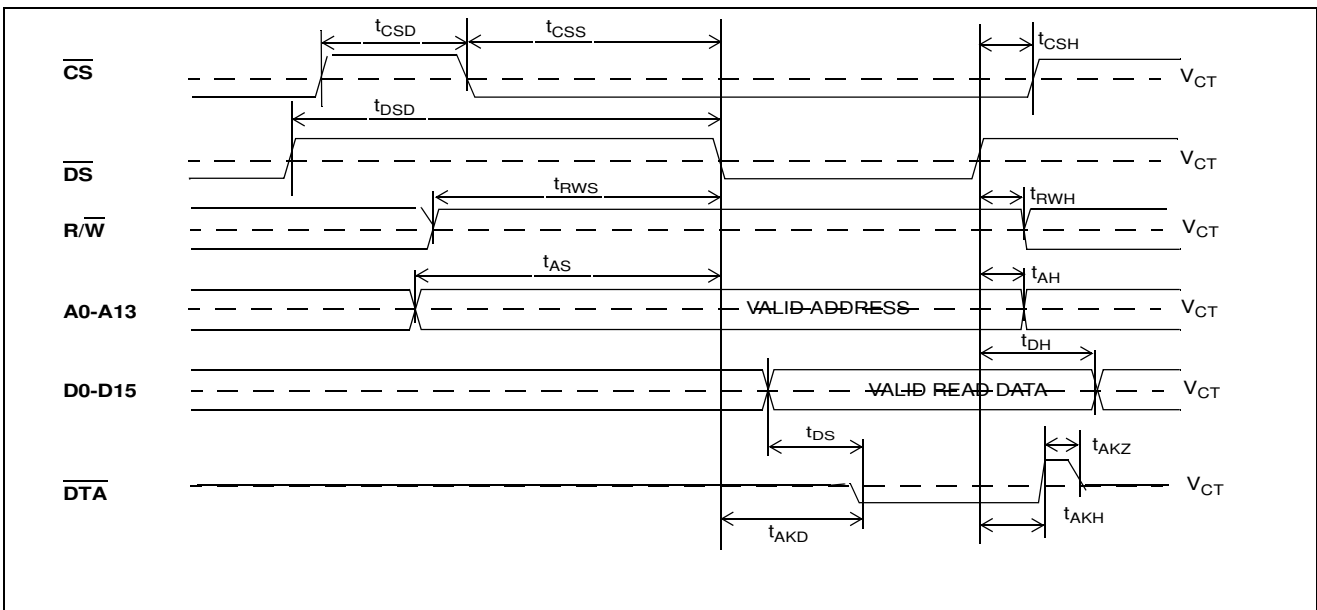 tCSD
tCSS
tCSH
CS
VCT
tDSD
DS
VCT
tRWS
tRWH
R/W
VCT
tAS
tAH
A0-A13
VALID ADDRESS
VCT
tDH
D0-D15
VALID READ DATA
VCT
tDS
tAKZ
DTA
VCT
tAKD
tAKH